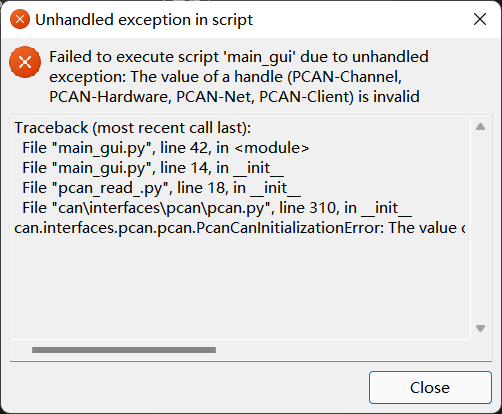 Unhandled exception in script
Failed to execute script 'main_gui' due to unhandled
exception: The value of a handle (PCAN-Channel,
PCAN-Hardware, PCAN-Net, PCAN-Client) is invalid
Traceback (most recent call last):
File "main_gui.py", line 42, in <module>
File "main_gui.py", line 14, in __init__
File "pcan_read_.py", line 18, in __init__
File "can\interfaces\pcan\pcan.py", line 310, in __init__
can.interfaces.pcan.pcan.PcanCanInitializationError: The value
Close